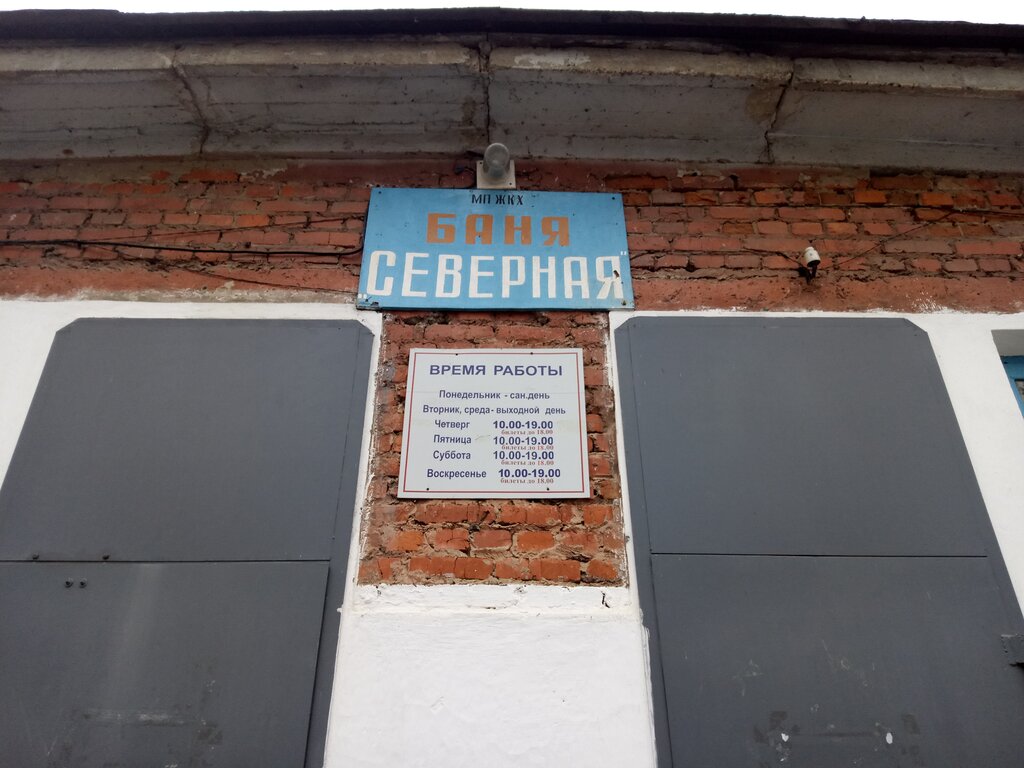 МП ЖКХ
БАНЯ
СЕВЕРНАЯ"
ВРЕМЯ РАБОТЫ
Понедельник - сан.день
Вторник, среда- выходной день
Четверг 10.00-19.00
билеты до 18.00
Пятница 10.00-19.00
билеты до 18.00
Суббота 10.00-19.00
билеты до 18.00
Воскресенье 10.00-19.00
билеты до 18.00